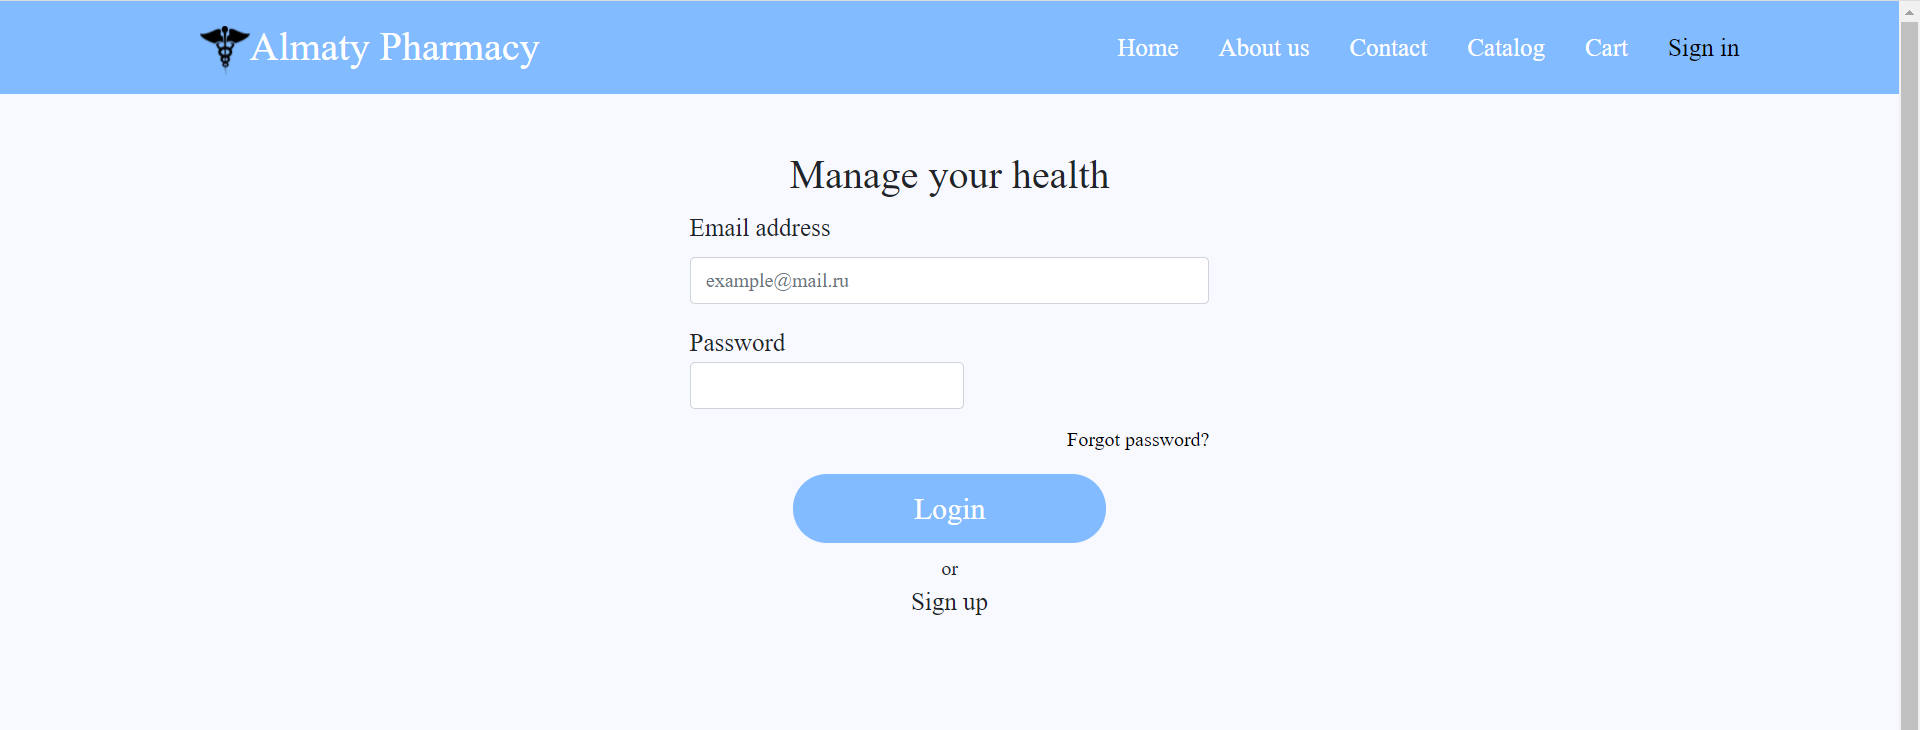 Almaty Pharmacy Home About us Contact Catalog Cart Sign in
Manage your health
Email address
example@mail.ru
Password
Forgot password?
Login
or
Sign up